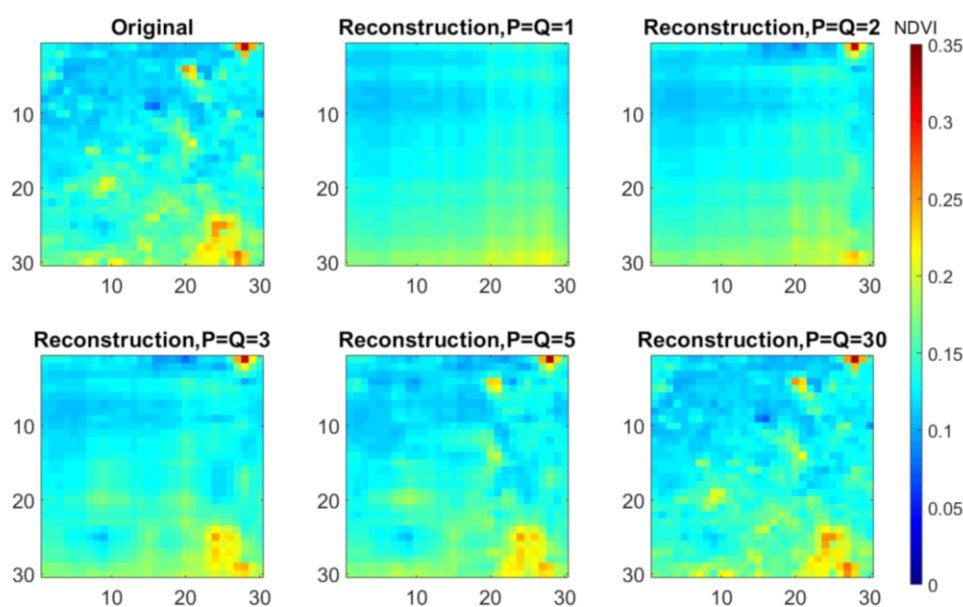 Original
Reconstruction,P=Q=1
Reconstruction,P=Q=2
NDVI
10
20
30
10 20 30
10
20
30
10 20 30
10
20
30
10 20 30
0.35
0.3
0.25
0.2
0.15
0.1
0.05
0
Reconstruction,P=Q=3
Reconstruction,P=Q=5
Reconstruction,P=Q=30
10
20
30
10 20 30
10
20
30
10 20 30
10
20
30
10 20 30